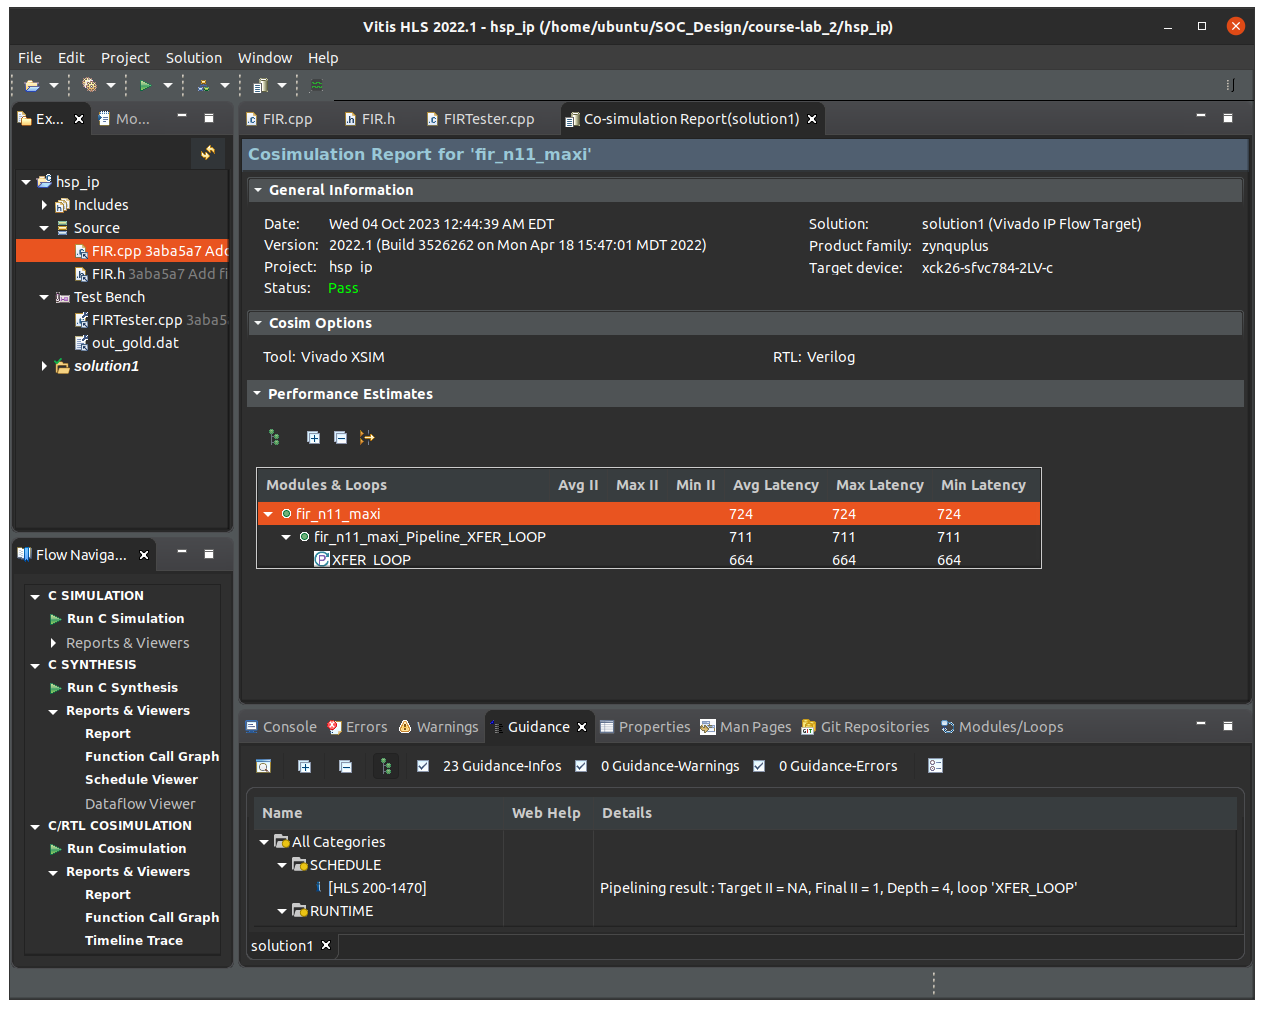 Vitis HLS 2022.1 - hsp_ip (/home/ubuntu/SOC_Design/course-lab_2/hsp_ip)
File Edit Project Solution Window Help
Ex... Mo...
FIR.cpp FIR.h FIRTester.cpp Co-simulation Report(solution1)
hsp_ip
Includes
Source
FIR.cpp 3aba5a7 Add
FIR.h 3aba5a7 Add fi
Test Bench
FIRTester.cpp 3aba5
out_gold.dat
solution1
Cosimulation Report for 'fir_n11_maxi'
General Information
Date: Wed 04 Oct 2023 12:44:39 AM EDT
Version: 2022.1 (Build 3526262 on Mon Apr 18 15:47:01 MDT 2022)
Project: hsp_ip
Status: Pass
Solution: solution1 (Vivado IP Flow Target)
Product family: zynquplus
Target device: xck26-sfvc784-2LV-c
Cosim Options
Tool: Vivado XSIM RTL: Verilog
Performance Estimates
Modules & Loops Avg II Max II Min II Avg Latency Max Latency Min Latency
fir_n11_maxi 724 724 724
fir_n11_maxi_Pipeline_XFER_LOOP 711 711 711
XFER_LOOP 664 664 664
Flow Naviga...
C SIMULATION
Run C Simulation
Reports & Viewers
C SYNTHESIS
Run C Synthesis
Reports & Viewers
Report
Function Call Graph
Schedule Viewer
Dataflow Viewer
C/RTL COSIMULATION
Run Cosimulation
Reports & Viewers
Report
Function Call Graph
Timeline Trace
Console Errors Warnings Guidance Properties Man Pages Git Repositories Modules/Loops
23 Guidance-Infos 0 Guidance-Warnings 0 Guidance-Errors
Name Web Help Details
All Categories
SCHEDULE
[HLS 200-1470] Pipelining result : Target II = NA, Final II = 1, Depth = 4, loop 'XFER_LOOP'
RUNTIME
solution1